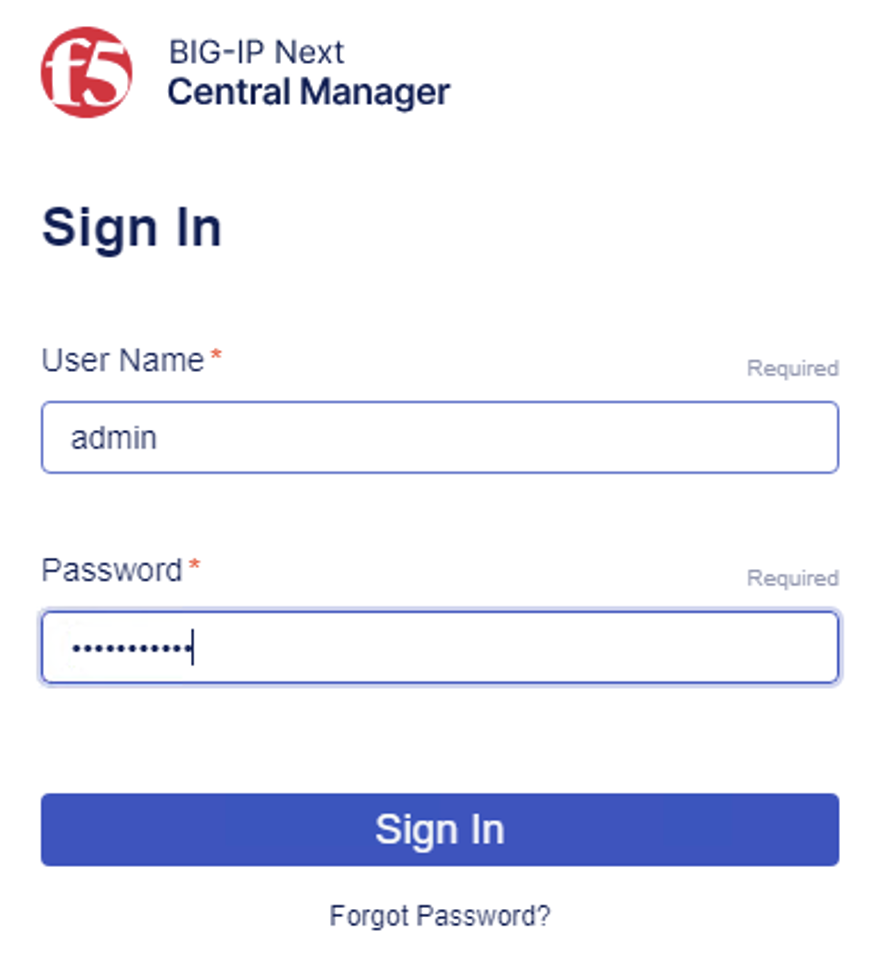 f5
BIG-IP Next
Central Manager
Sign In
User Name *
Required
admin
Password *
Required
•••••••••••
Sign In
Forgot Password?